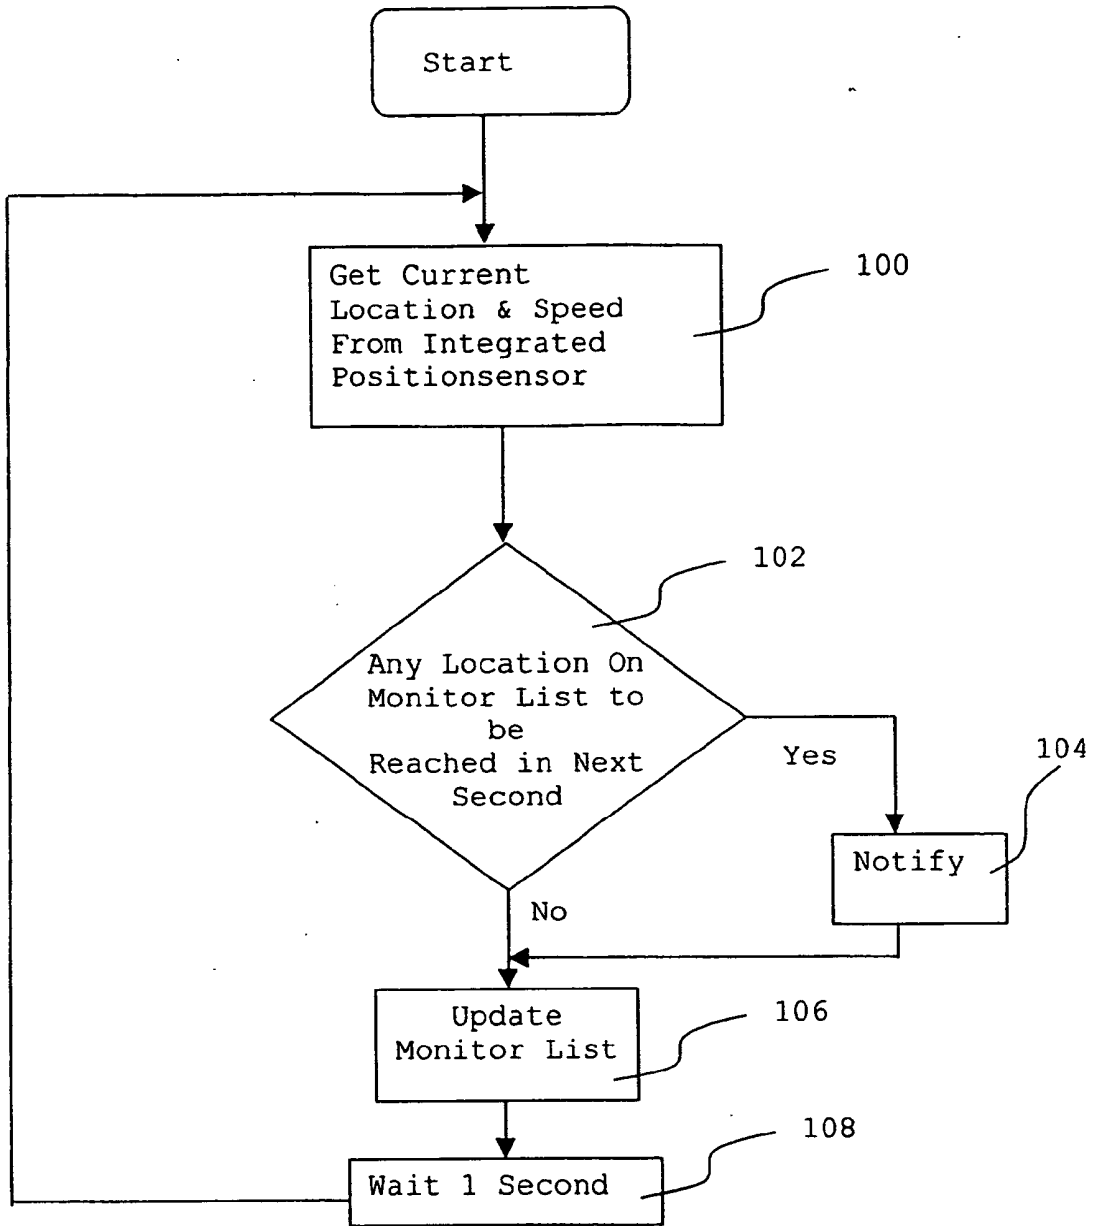 Start
Get Current
Location & Speed
From Integrated
Positionsensor
100
102
Any Location On
Monitor List to
be
Reached in Next
Second
Yes
104
Notify
No
Update
Monitor List
106
108
Wait 1 Second